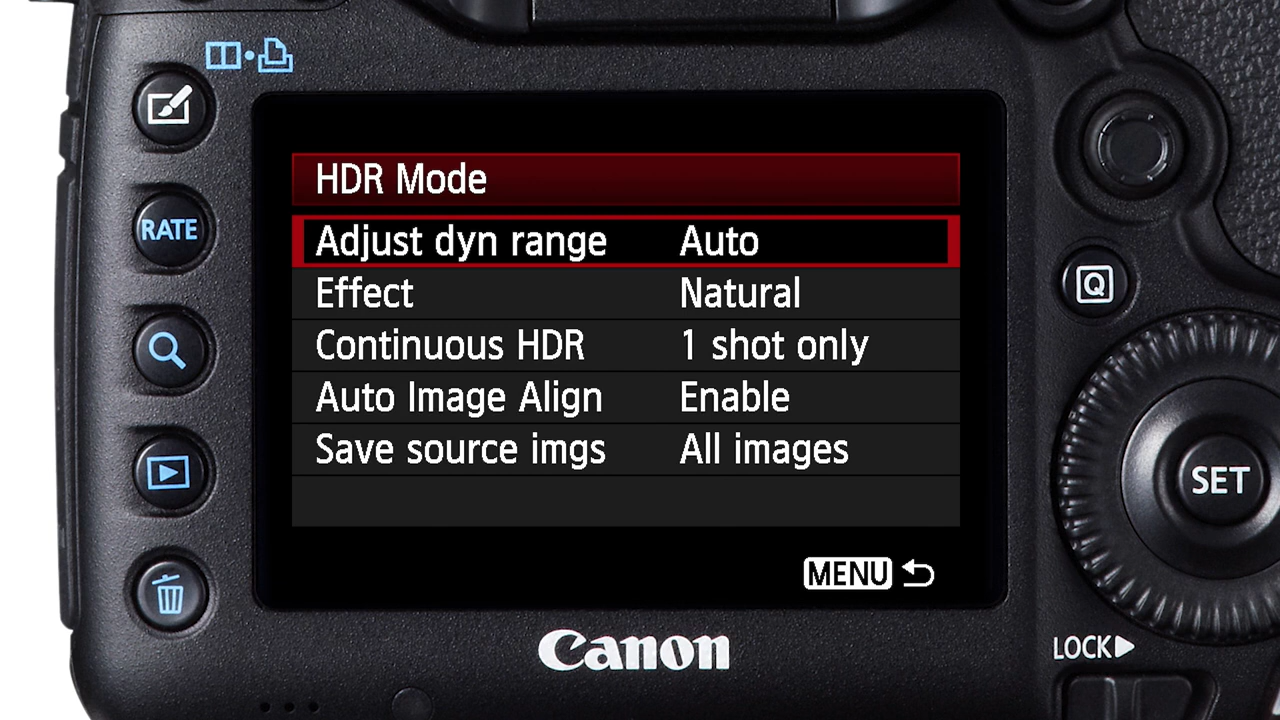 HDR Mode
Adjust dyn range Auto
Effect Natural
Continuous HDR 1 shot only
Auto Image Align Enable
Save source imgs All images
MENU
RATE
Q
SET
LOCK
Canon